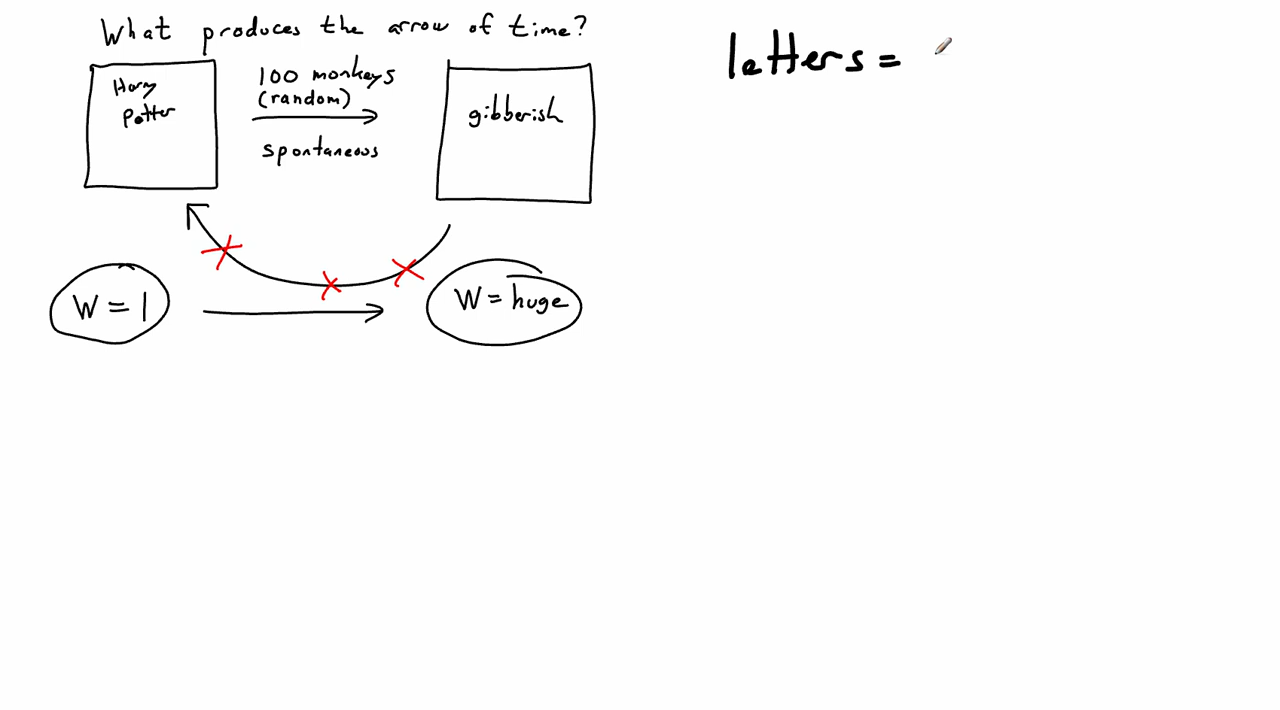 What produces the arrow of time?
Harry
Potter
100 monkeys
(random)
spontaneous
gibberish
W = 1
W = huge
letters =